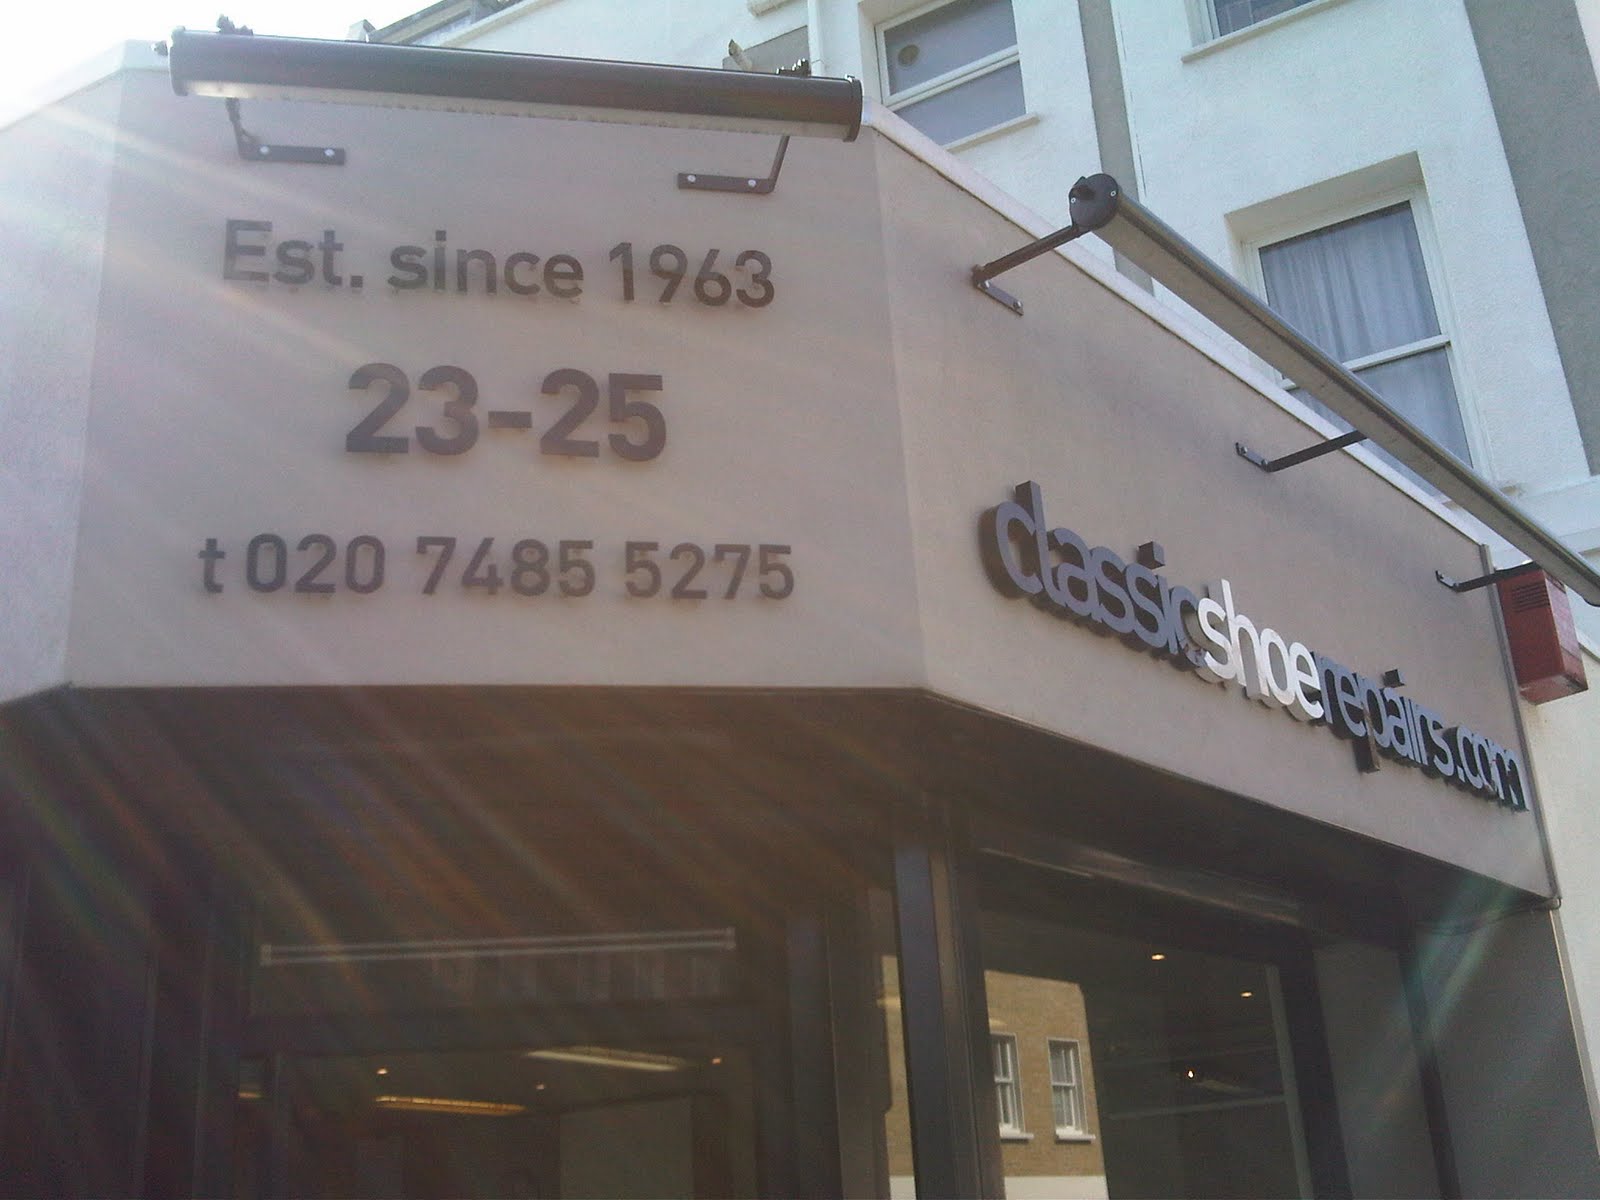 Est. since 1963
23-25
t 020 7485 5275
classicshoerepairs.com